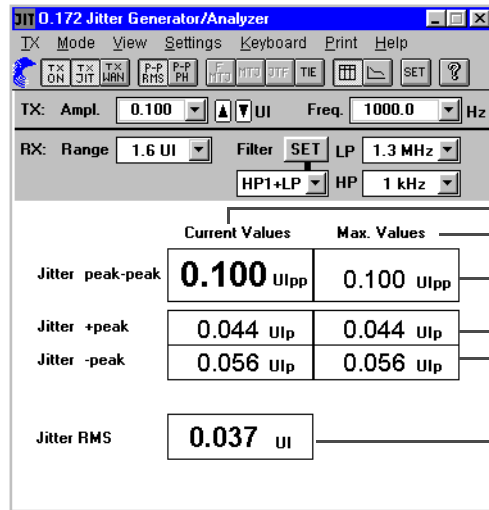 JIT O.172 Jitter Generator/Analyzer
TX Mode View Settings Keyboard Print Help
TX ON TX JIT TX WAN P-P RMS P-P PH F MTJ MTJ JTF TIE SET ?
TX: Ampl. 0.100 UI Freq. 1000.0 Hz
RX: Range 1.6 UI Filter SET LP 1.3 MHz
HP1+LP HP 1 kHz
Current Values Max. Values
Jitter peak-peak 0.100 UIpp 0.100 UIpp
Jitter +peak 0.044 UIp 0.044 UIp
Jitter -peak 0.056 UIp 0.056 UIp
Jitter RMS 0.037 UI